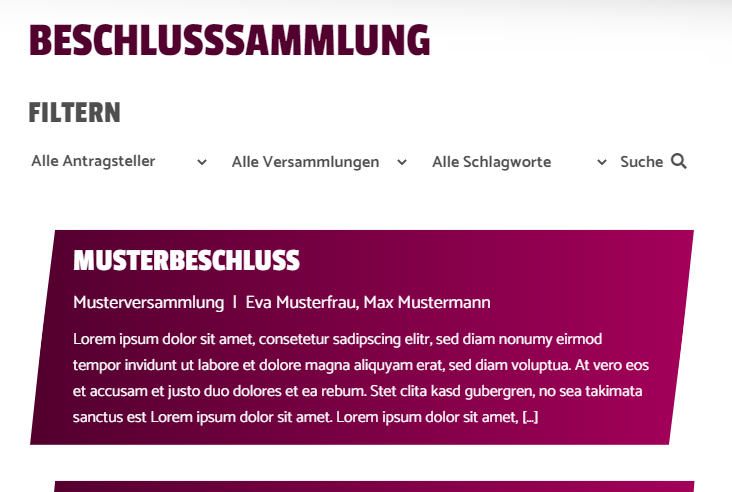 BESCHLUSSSAMMLUNG
FILTERN
Alle Antragsteller Alle Versammlungen Alle Schlagworte Suche
MUSTERBESCHLUSS
Musterversammlung | Eva Musterfrau, Max Mustermann
Lorem ipsum dolor sit amet, consetetur sadipscing elitr, sed diam nonumy eirmod
tempor invidunt ut labore et dolore magna aliquyam erat, sed diam voluptua. At vero eos
et accusam et justo duo dolores et ea rebum. Stet clita kasd gubergren, no sea takimata
sanctus est Lorem ipsum dolor sit amet. Lorem ipsum dolor sit amet, [...]